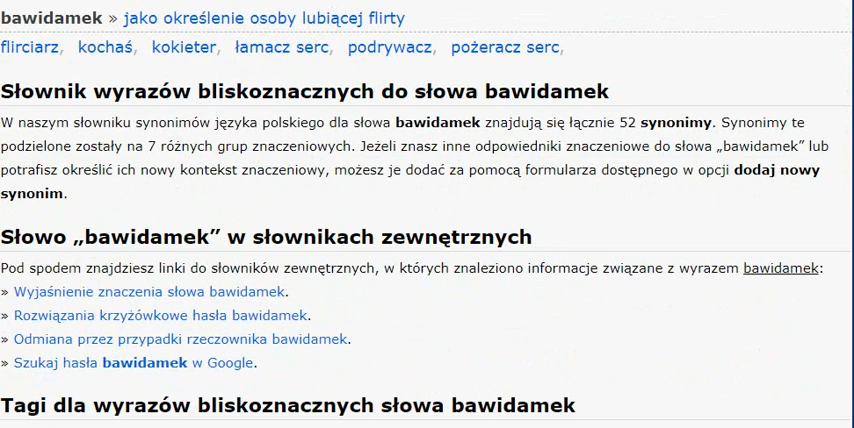 bawidamek » jako określenie osoby lubiącej flirty
flirciarz, kochaś, kokieter, łamacz serc, podrywacz, pożeracz serc,
Słownik wyrazów bliskoznacznych do słowa bawidamek
W naszym słowniku synonimów języka polskiego dla słowa bawidamek znajdują się łącznie 52 synonimy. Synonimy te
podzielone zostały na 7 różnych grup znaczeniowych. Jeżeli znasz inne odpowiedniki znaczeniowe do słowa „bawidamek” lub
potrafisz określić ich nowy kontekst znaczeniowy, możesz je dodać za pomocą formularza dostępnego w opcji dodaj nowy
synonim.
Słowo „bawidamek” w słownikach zewnętrznych
Pod spodem znajdziesz linki do słowników zewnętrznych, w których znaleziono informacje związane z wyrazem bawidamek:
» Wyjaśnienie znaczenia słowa bawidamek.
» Rozwiązania krzyżówkowe hasła bawidamek.
» Odmiana przez przypadki rzeczownika bawidamek.
» Szukaj hasła bawidamek w Google.
Tagi dla wyrazów bliskoznacznych słowa bawidamek